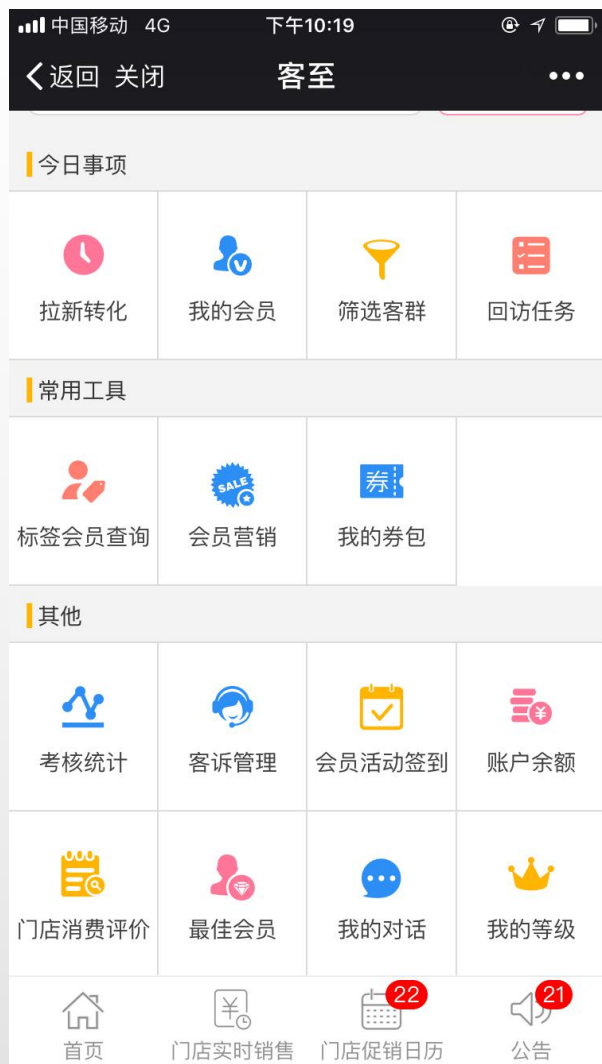 中国移动 4G 下午10:19
返回 关闭 客至
今日事项
拉新转化 我的会员 筛选客群 回访任务
常用工具
SALE 券
标签会员查询 会员营销 我的券包
其他
考核统计 客诉管理 会员活动签到 账户余额
门店消费评价 最佳会员 我的对话 我的等级
22 21
首页 门店实时销售 门店促销日历 公告